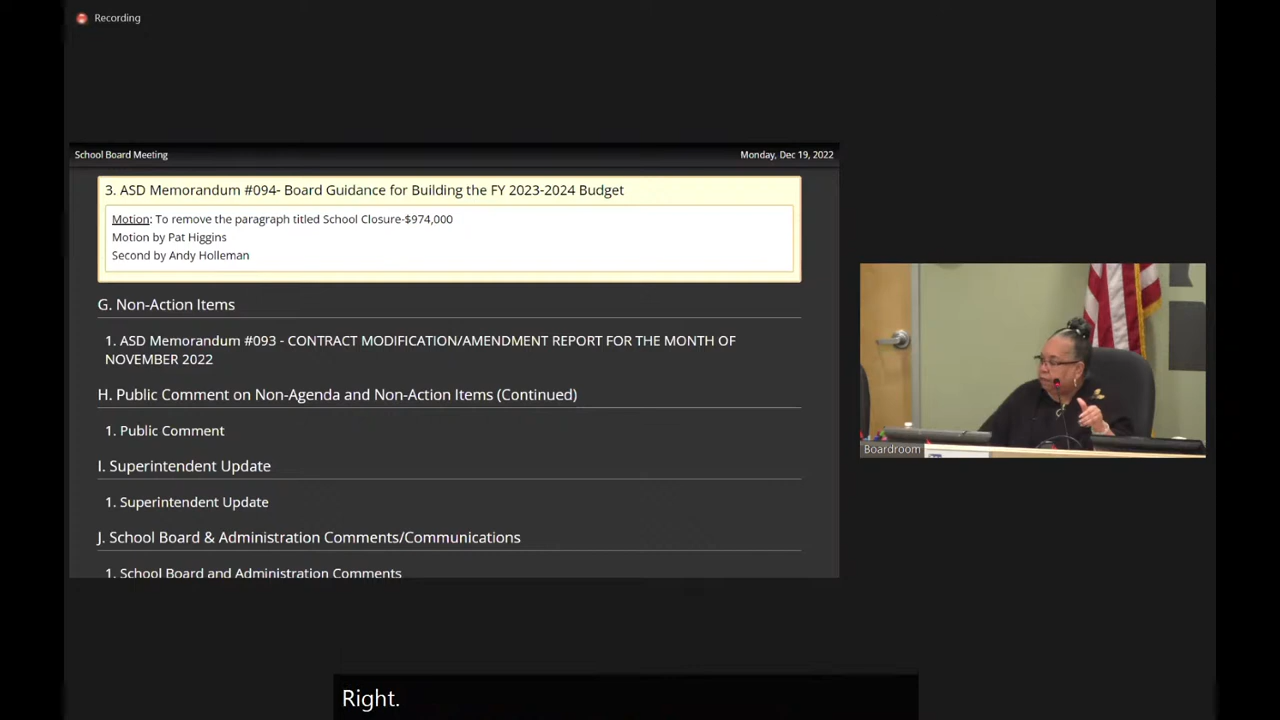 Recording
School Board Meeting
Monday, Dec 19, 2022
3. ASD Memorandum #094- Board Guidance for Building the FY 2023-2024 Budget
Motion: To remove the paragraph titled School Closure-$974,000
Motion by Pat Higgins
Second by Andy Holleman
G. Non-Action Items
1. ASD Memorandum #093 - CONTRACT MODIFICATION/AMENDMENT REPORT FOR THE MONTH OF
NOVEMBER 2022
H. Public Comment on Non-Agenda and Non-Action Items (Continued)
1. Public Comment
I. Superintendent Update
1. Superintendent Update
J. School Board & Administration Comments/Communications
1. School Board and Administration Comments
Boardroom
Right.